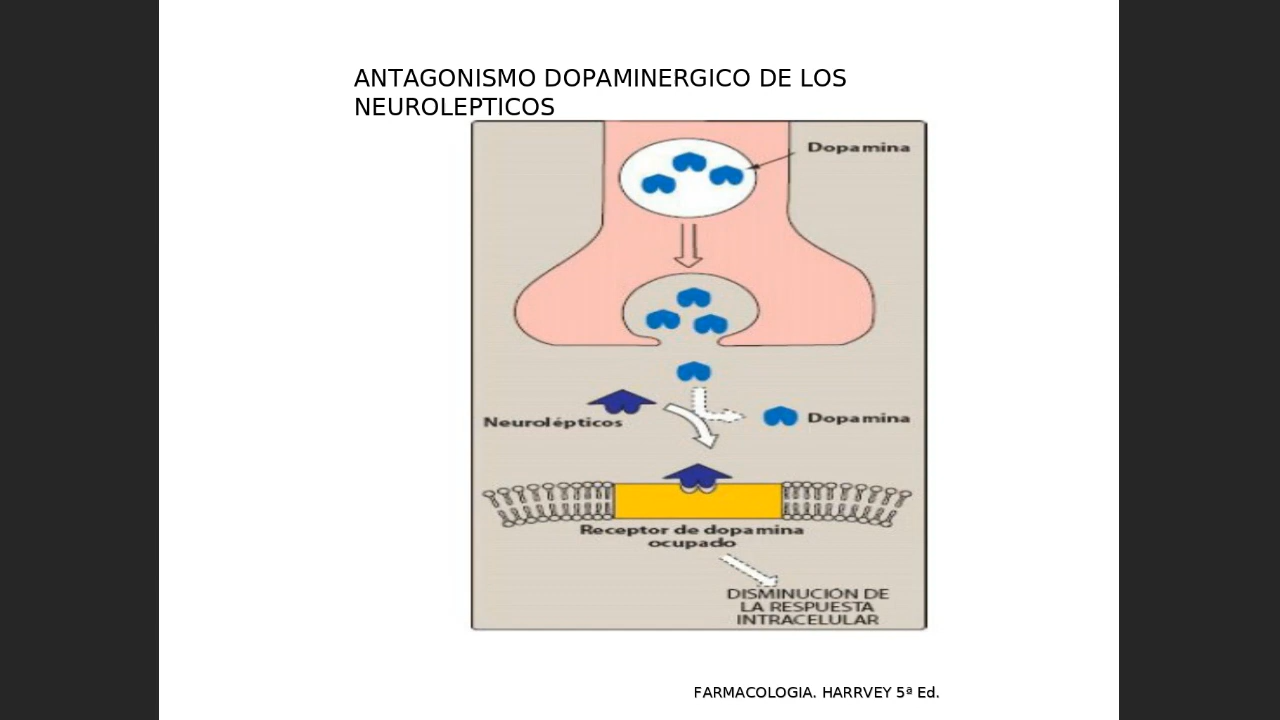 ANTAGONISMO DOPAMINERGICO DE LOS
NEUROLEPTICOS
Dopamina
Neurolépticos
Dopamina
Receptor de dopamina
ocupado
DISMINUCIÓN DE
LA RESPUESTA
INTRACELULAR
FARMACOLOGIA. HARRVEY 5ª Ed.